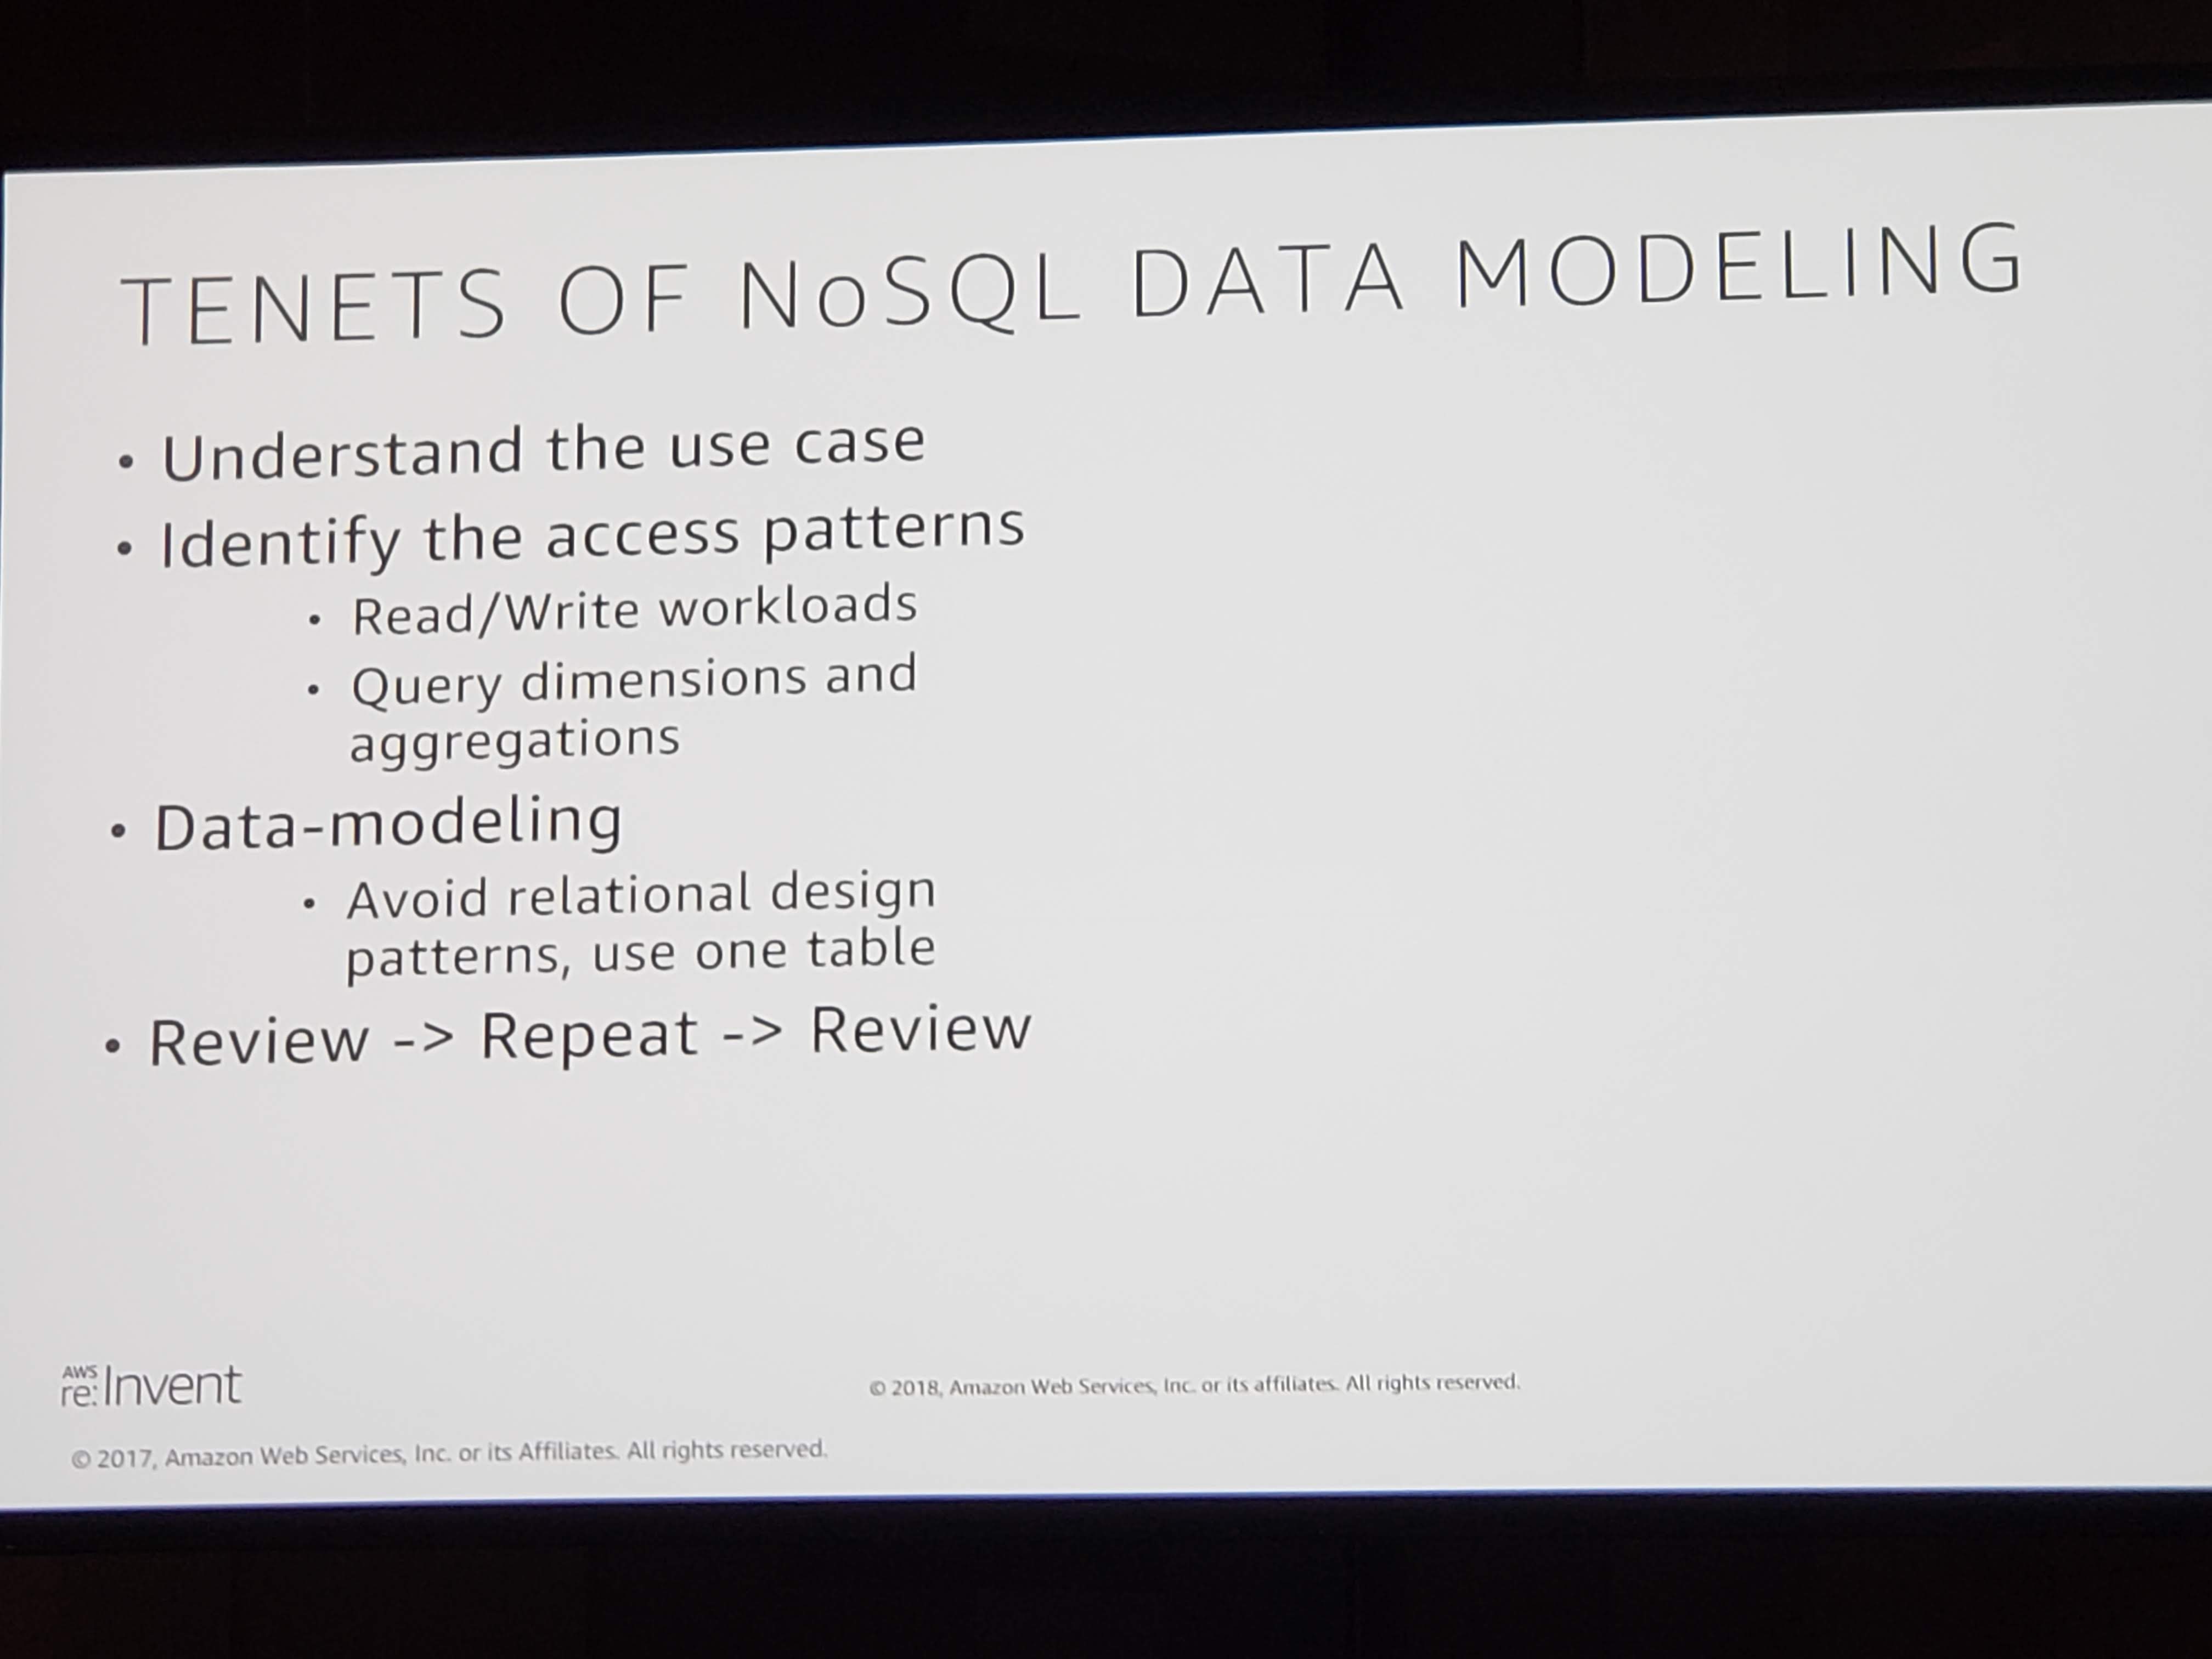 TENETS OF NoSQL DATA MODELING
• Understand the use case
• Identify the access patterns
• Read/Write workloads
• Query dimensions and
aggregations
• Data-modeling
• Avoid relational design
patterns, use one table
• Review -> Repeat -> Review
AWS
re:Invent
© 2018, Amazon Web Services, Inc. or its affiliates. All rights reserved.
© 2017, Amazon Web Services, Inc. or its Affiliates. All rights reserved.